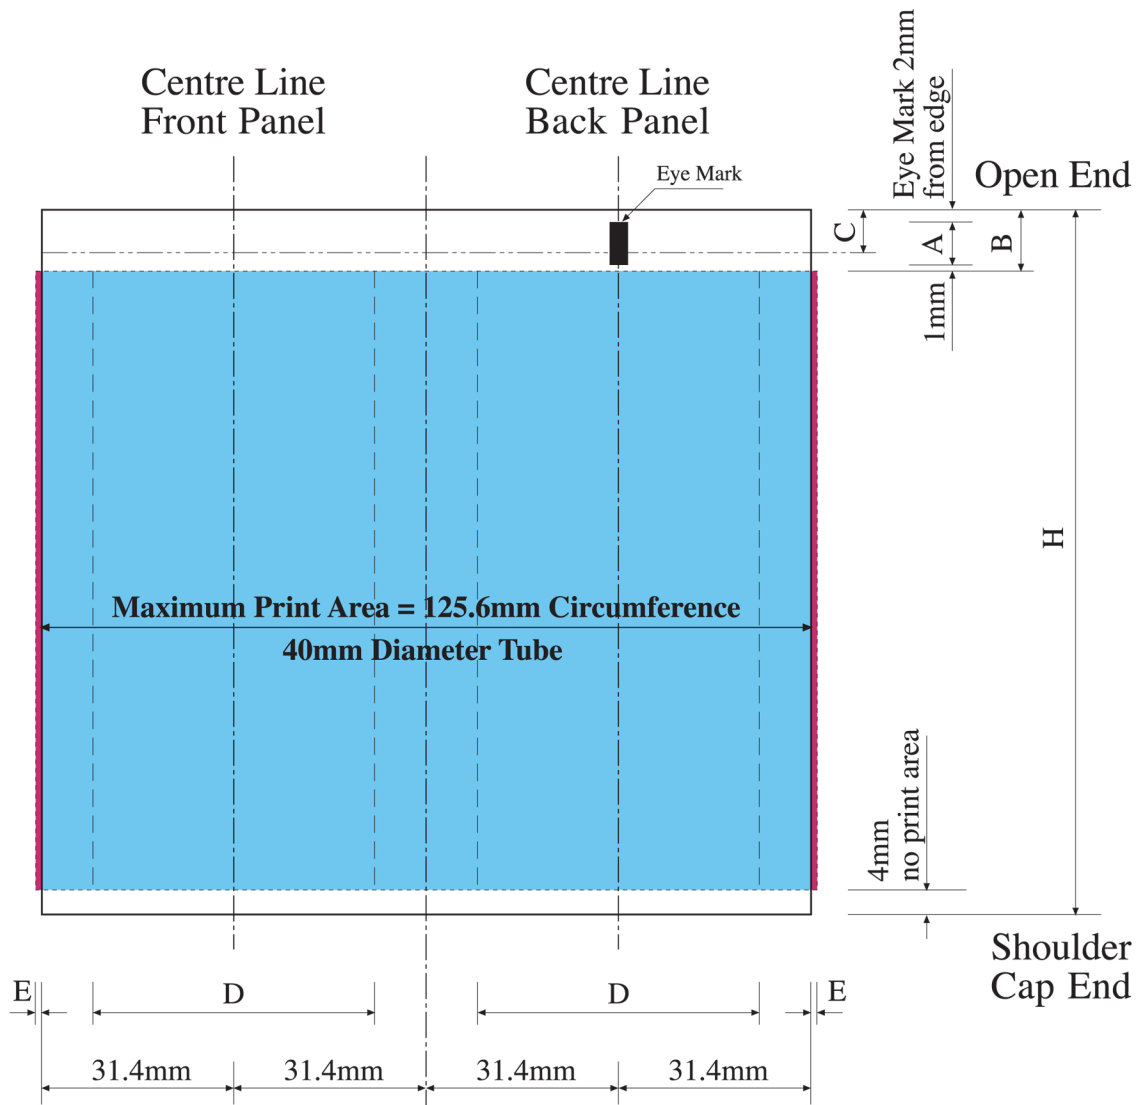 Centre Line
Front Panel
Centre Line
Back Panel
Eye Mark 2mm
from edge
Eye Mark
Open End
C
A
B
1mm
H
Maximum Print Area = 125.6mm Circumference
40mm Diameter Tube
4mm
no print area
Shoulder
Cap End
E
D
D
E
31.4mm
31.4mm
31.4mm
31.4mm